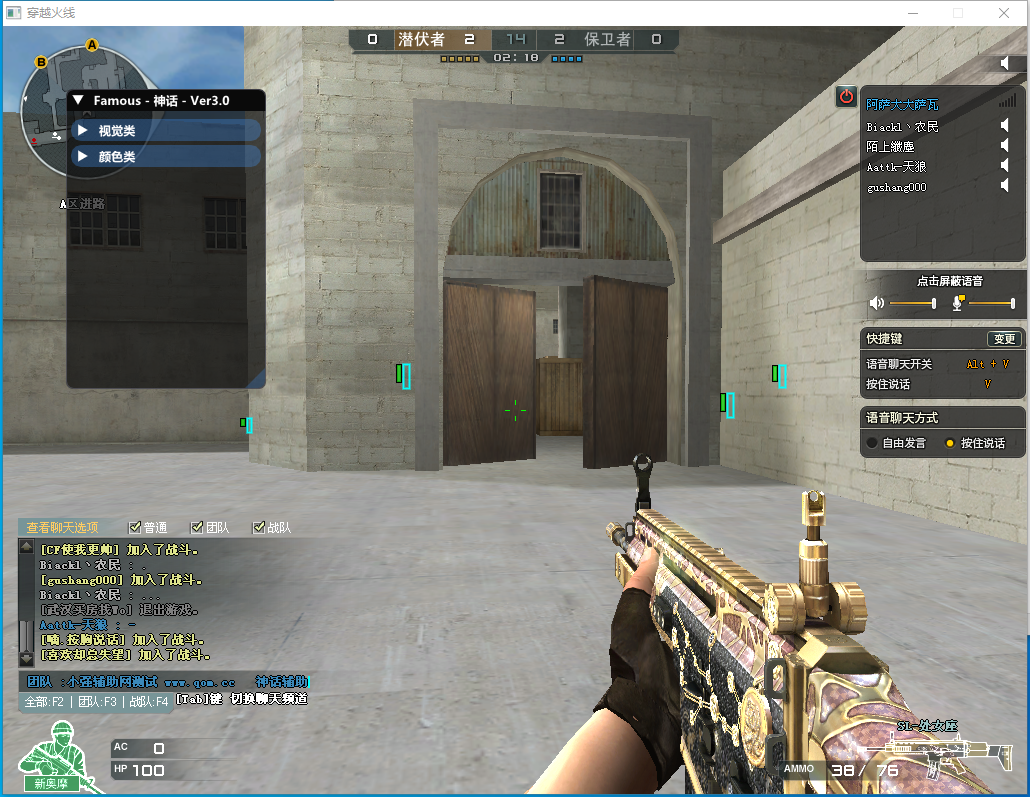 穿越火线
0 潜伏者 2 14 2 保卫者 0
02:18
A
B
Famous - 神话 - Ver3.0
视觉类
颜色类
A区进路
阿萨大大萨瓦
Biackl丶农民
陌上繖塵
Aattk-天狼
gushang000
点击屏蔽语音
快捷键 变更
语音聊天开关 Alt + V
按住说话 V
语音聊天方式
自由发言 按住说话
查看聊天选项 普通 团队 战队
[CF使我更帅] 加入了战斗。
Biackl丶农民 : .
[gushang000] 加入了战斗。
Biackl丶农民 : ...
[武汉买房找Wo] 退出游戏。
Aattk-天狼 : -
[喃 按胸说话] 加入了战斗。
[喜欢却总失望] 加入了战斗。
团队 :小强辅助网测试 www.qom.cc 神话辅助
全部:F2 | 团队:F3 | 战队:F4 [Tab]键 切换聊天频道
新奥摩
AC 0
HP 100
S1-处女座
AMMO 38 / 76